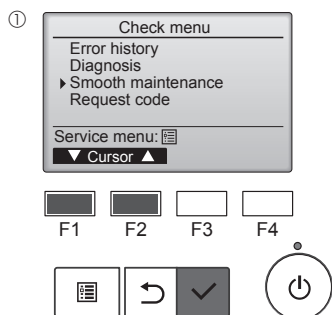 ①
Check menu
Error history
Diagnosis
Smooth maintenance
Request code
Service menu:
▼ Cursor ▲
F1 F2 F3 F4